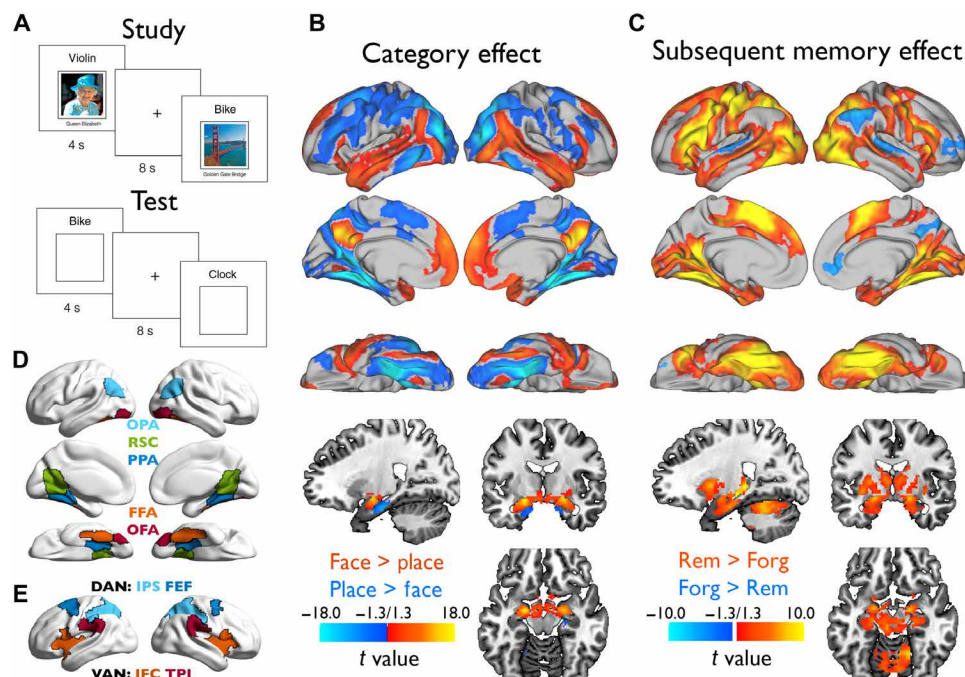 A
Study
Violin
Queen Elizabeth
4 s
+
8 s
Bike
Golden Gate Bridge
Test
Bike
4 s
+
8 s
Clock
B
Category effect
Face > place
Place > face
−18.0 −1.3/1.3 18.0
t value
C
Subsequent memory effect
Rem > Forg
Forg > Rem
−10.0 −1.3/1.3 10.0
t value
D
OPA
RSC
PPA
FFA
OFA
E
DAN: IPS FEF
VAN: IFC TPJ